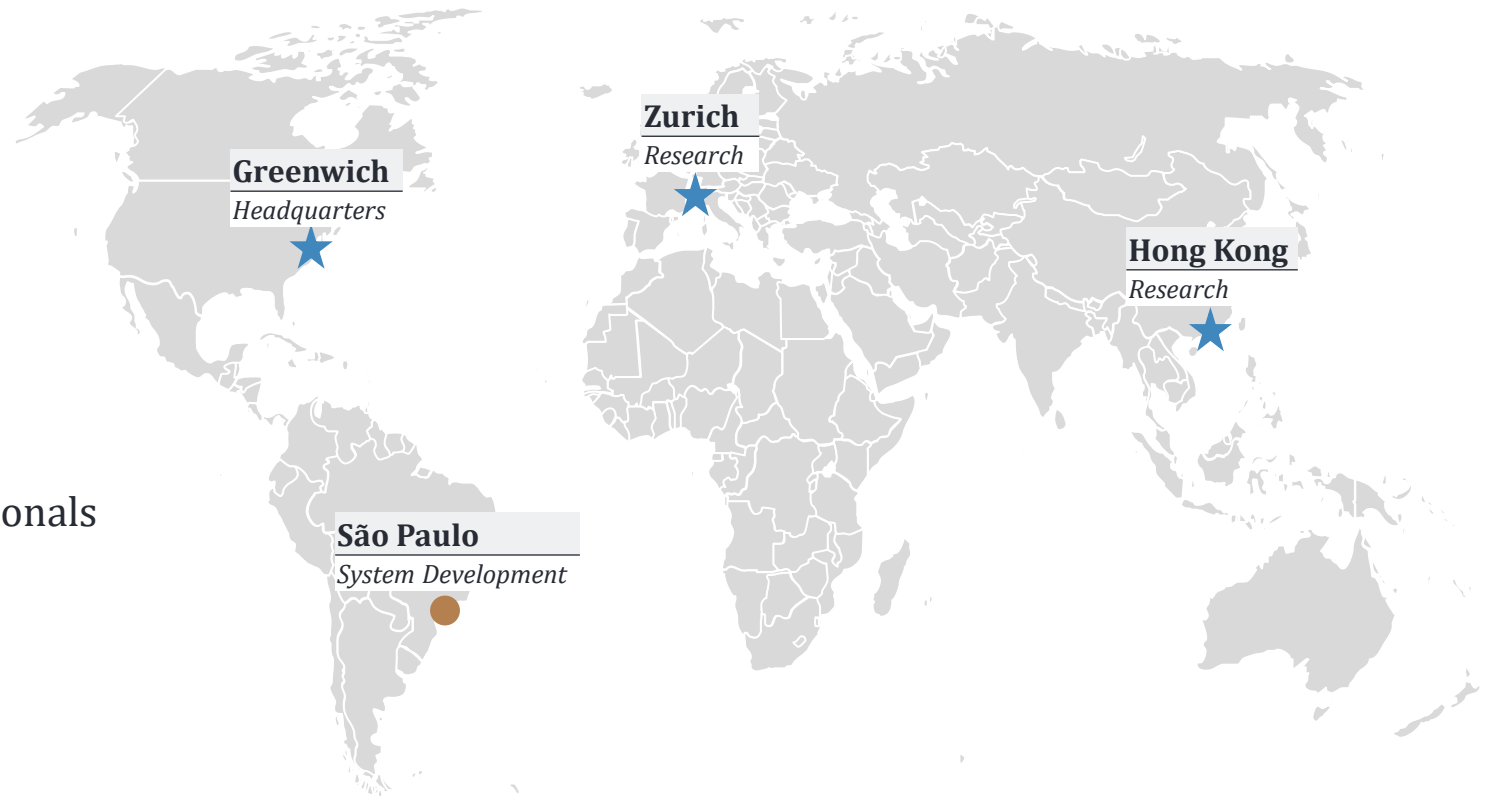 Zurich
Research
Greenwich
Headquarters
Hong Kong
Research
onals
São Paulo
System Development